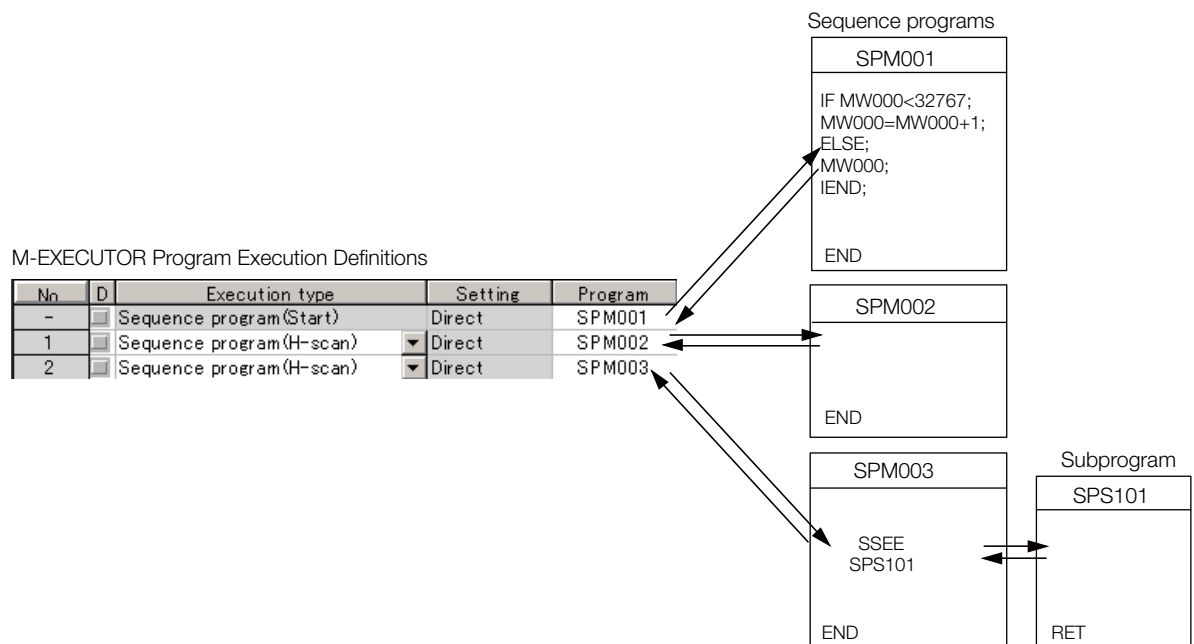 Sequence programs
SPM001
IF MW000<32767;
MW000=MW000+1;
ELSE;
MW000;
IEND;
END
M-EXECUTOR Program Execution Definitions
No D Execution type Setting Program
- Sequence program(Start) Direct SPM001
1 Sequence program(H-scan) Direct SPM002
2 Sequence program(H-scan) Direct SPM003
SPM002
END
SPM003
SSEE
SPS101
END
Subprogram
SPS101
RET